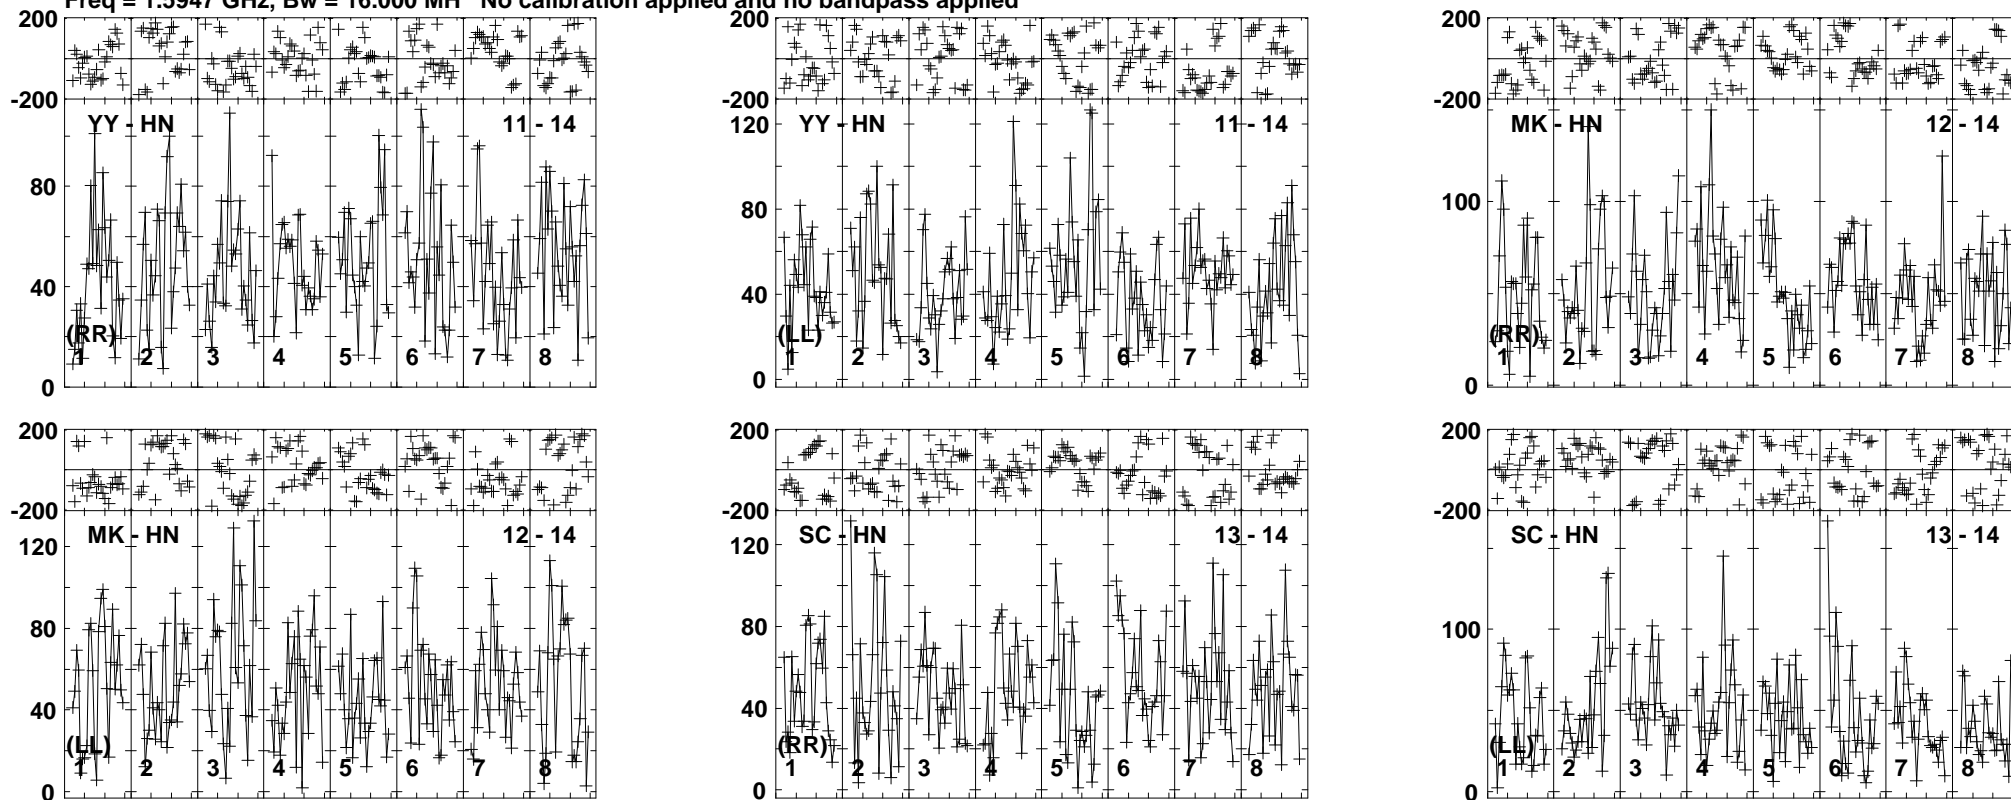 Freq = 1.5947 GHz, Bw = 16.000 MH No calibration applied and no bandpass applied
200
-200
YY - HN 11 - 14
80
40
0
(RR)
1 2 3 4 5 6 7 8
200
-200
YY - HN 11 - 14
120
80
40
0
(LL)
1 2 3 4 5 6 7 8
200
-200
MK - HN 12 - 14
100
0
(RR)
1 2 3 4 5 6 7 8
200
-200
MK - HN 12 - 14
120
80
40
0
(LL)
1 2 3 4 5 6 7 8
200
-200
SC - HN 13 - 14
120
80
40
0
(RR)
1 2 3 4 5 6 7 8
200
-200
SC - HN 13 - 14
100
0
(LL)
1 2 3 4 5 6 7 8